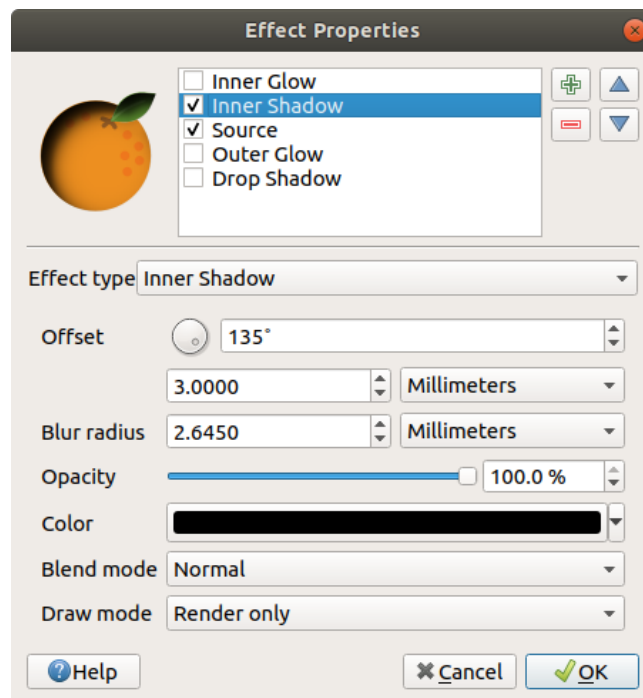 Effect Properties
Inner Glow
Inner Shadow
Source
Outer Glow
Drop Shadow
Effect type Inner Shadow
Offset 135°
3.0000 Millimeters
Blur radius 2.6450 Millimeters
Opacity 100.0 %
Color
Blend mode Normal
Draw mode Render only
Help Cancel OK